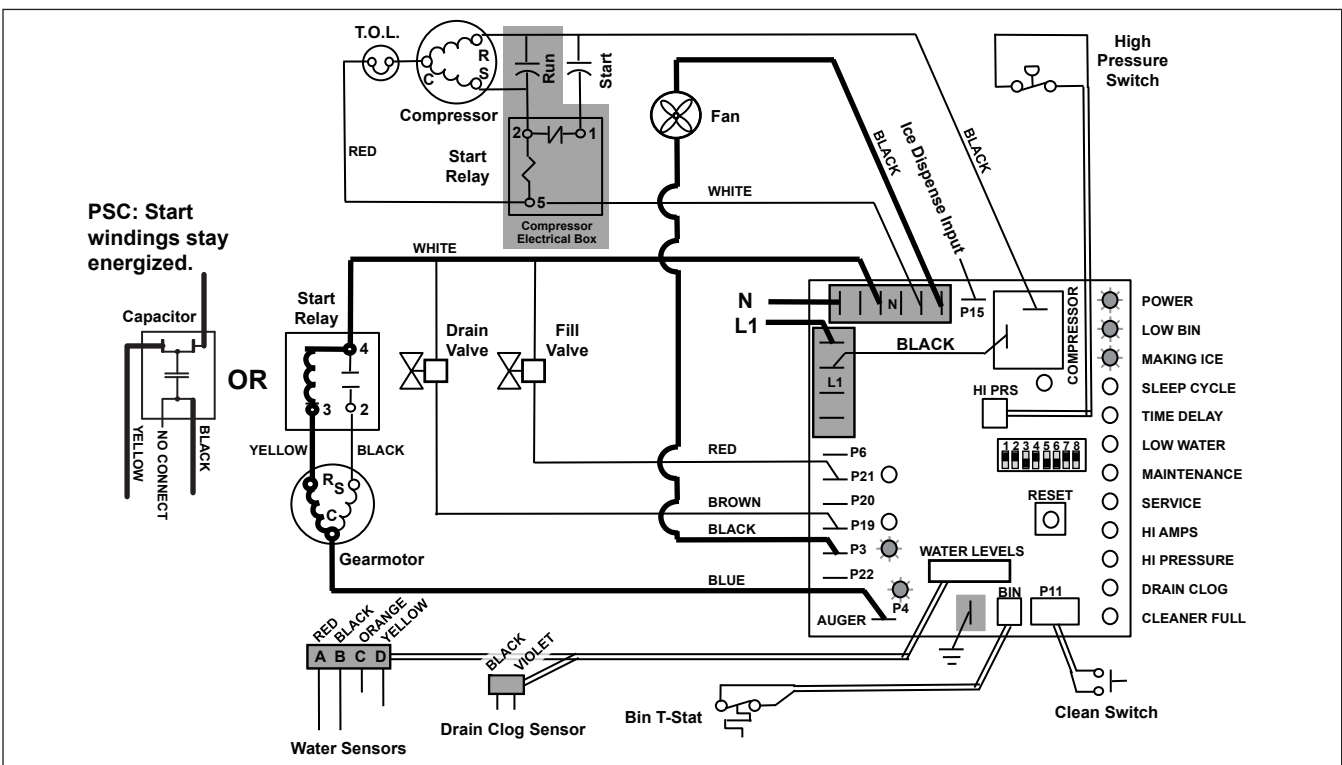 T.O.L.
R
S
C
Compressor
Run
Start
High
Pressure
Switch
Fan
2
1
Start
Relay
5
Compressor
Electrical Box
RED
WHITE
BLACK
Ice Dispense Input
BLACK
PSC: Start
windings stay
energized.
Capacitor
YELLOW
NO CONNECT
BLACK
OR
WHITE
Start
Relay
4
3
2
YELLOW
BLACK
R
S
C
Gearmotor
Drain
Valve
Fill
Valve
N
L1
N
P15
BLACK
L1
COMPRESSOR
HI PRS
1 2 3 4 5 6 7 8
RESET
POWER
LOW BIN
MAKING ICE
SLEEP CYCLE
TIME DELAY
LOW WATER
MAINTENANCE
SERVICE
HI AMPS
HI PRESSURE
DRAIN CLOG
CLEANER FULL
RED
P6
P21
P20
BROWN
P19
BLACK
P3
P22
BLUE
P4
AUGER
WATER LEVELS
BIN
P11
RED
BLACK
ORANGE
YELLOW
A B C D
Water Sensors
BLACK
VIOLET
Drain Clog Sensor
Bin T-Stat
Clean Switch